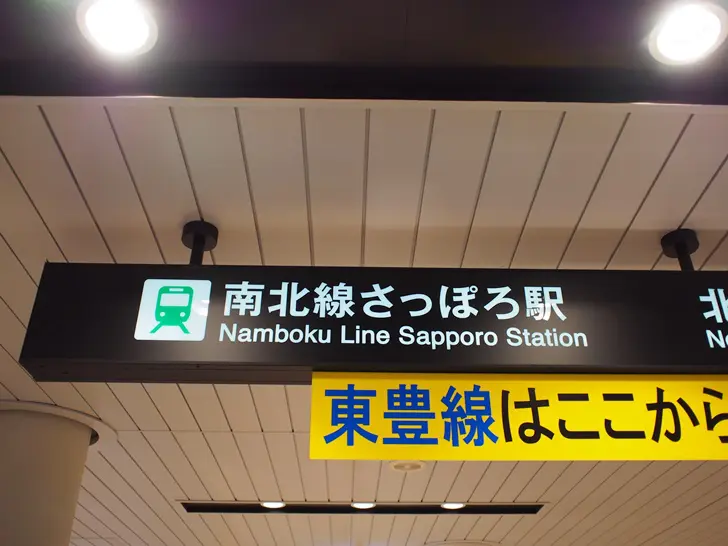 南北線さっぽろ駅
Namboku Line Sapporo Station
北
東豊線はここから